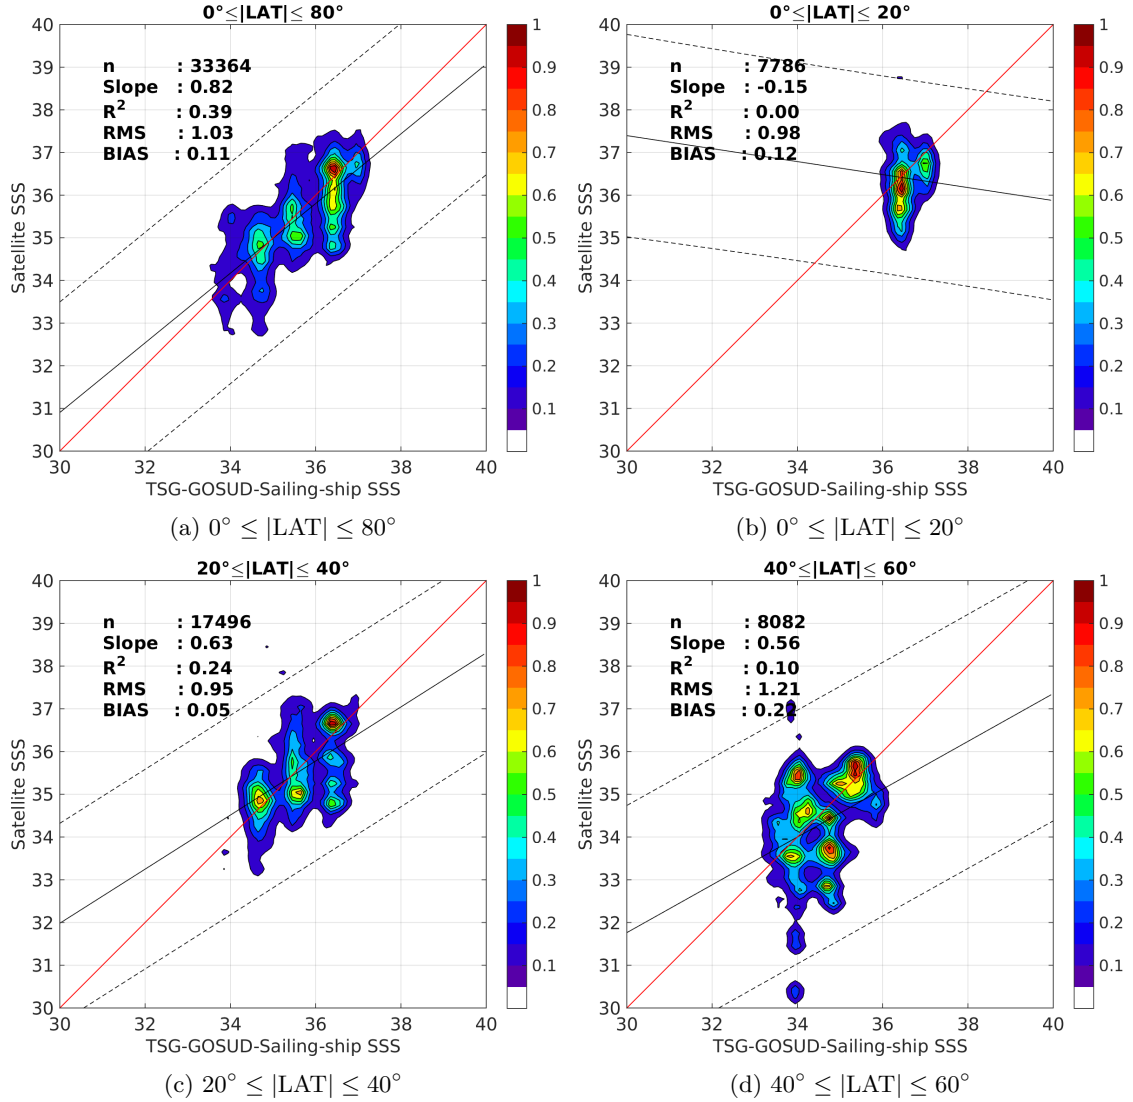 0°≤|LAT|≤ 80°
n : 33364
Slope : 0.82
R² : 0.39
RMS : 1.03
BIAS : 0.11
40
39
38
37
36
35
34
33
32
31
30
30 32 34 36 38 40
Satellite SSS
TSG-GOSUD-Sailing-ship SSS
1
0.9
0.8
0.7
0.6
0.5
0.4
0.3
0.2
0.1
(a) 0° ≤ |LAT| ≤ 80°
0°≤|LAT|≤ 20°
n : 7786
Slope : -0.15
R² : 0.00
RMS : 0.98
BIAS : 0.12
40
39
38
37
36
35
34
33
32
31
30
30 32 34 36 38 40
Satellite SSS
TSG-GOSUD-Sailing-ship SSS
1
0.9
0.8
0.7
0.6
0.5
0.4
0.3
0.2
0.1
(b) 0° ≤ |LAT| ≤ 20°
20°≤|LAT|≤ 40°
n : 17496
Slope : 0.63
R² : 0.24
RMS : 0.95
BIAS : 0.05
40
39
38
37
36
35
34
33
32
31
30
30 32 34 36 38 40
Satellite SSS
TSG-GOSUD-Sailing-ship SSS
1
0.9
0.8
0.7
0.6
0.5
0.4
0.3
0.2
0.1
(c) 20° ≤ |LAT| ≤ 40°
40°≤|LAT|≤ 60°
n : 8082
Slope : 0.56
R² : 0.10
RMS : 1.21
BIAS : 0.22
40
39
38
37
36
35
34
33
32
31
30
30 32 34 36 38 40
Satellite SSS
TSG-GOSUD-Sailing-ship SSS
1
0.9
0.8
0.7
0.6
0.5
0.4
0.3
0.2
0.1
(d) 40° ≤ |LAT| ≤ 60°